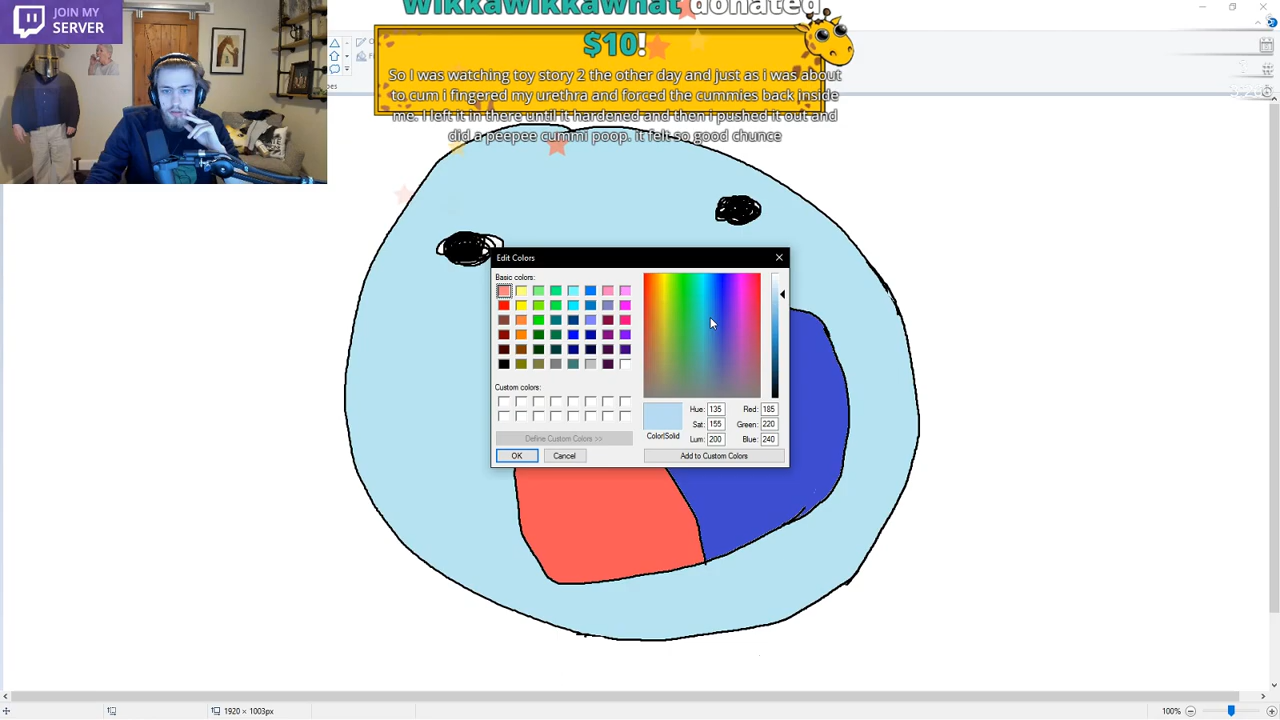 JOIN MY
SERVER
wikkawikkawhat donated
$10!
So I was watching toy story 2 the other day and just as i was about
to cum i fingered my urethra and forced the cummies back inside
me. I left it in there until it hardened and then i pushed it out and
did a peepee cummi poop. It felt so good chunce
Edit Colors
Basic colors:
Custom colors:
Define Custom Colors >>
OK
Cancel
Color|Solid
Hue: 135
Sat: 155
Lum: 200
Red: 185
Green: 220
Blue: 240
Add to Custom Colors
1920 × 1003px
100%